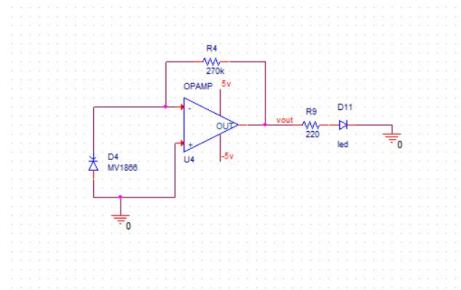 R4
270k
OPAMP
5v
-
OUT
+
U4
-5v
vout
R9
220
D11
led
0
D4
MV1866
0